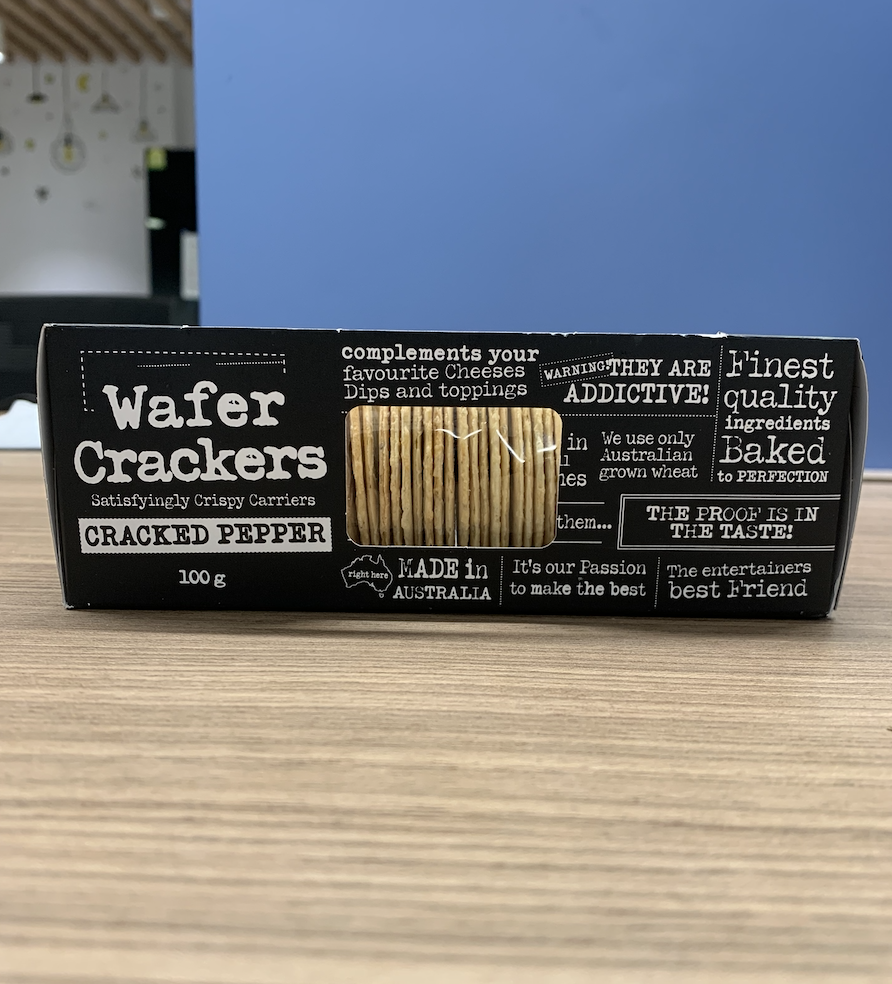 Wafer
Crackers
Satisfyingly Crispy Carriers
CRACKED PEPPER
100 g
complements your
favourite Cheeses
Dips and toppings
WARNING:
THEY ARE
ADDICTIVE!
in
nes
We use only
Australian
grown wheat
them...
Finest
quality
ingredients
Baked
to PERFECTION
THE PROOF IS IN
THE TASTE!
right here
MADE in
AUSTRALIA
It's our Passion
to make the best
The entertainers
best Friend